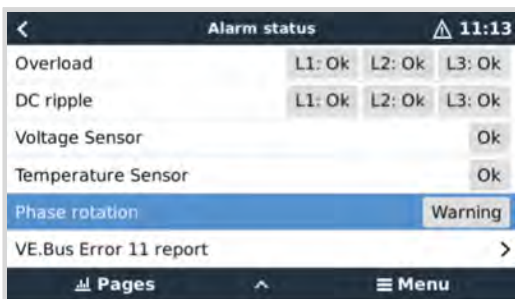 Alarm status 11:13
Overload L1: Ok L2: Ok L3: Ok
DC ripple L1: Ok L2: Ok L3: Ok
Voltage Sensor Ok
Temperature Sensor Ok
Phase rotation Warning
VE.Bus Error 11 report
Pages Menu